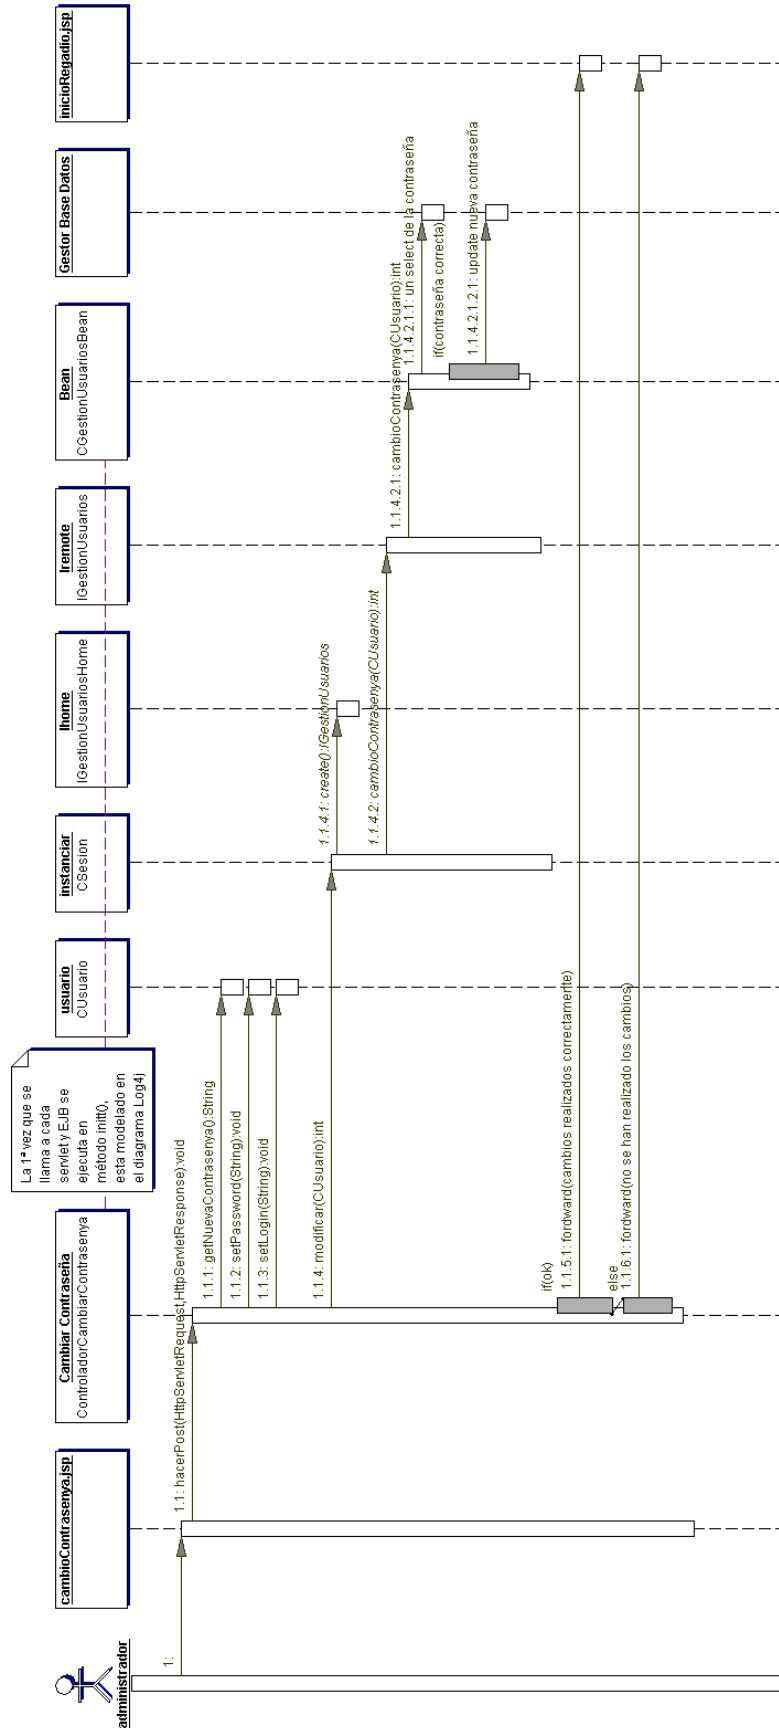 administrador
cambioContrasenya.jsp
Cambiar Contraseña
ControladorCambiarContrasenya
La 1ª vez que se
llama a cada
servlet y EJB se
ejecuta en
método initt(),
esta modelado en
el diagrama Log4j
usuario
CUsuario
instanciar
CSesion
Ihome
IGestionUsuariosHome
Iremote
IGestionUsuarios
Bean
CGestionUsuariosBean
Gestor Base Datos
inicioRegadio.jsp
1:
1.1: hacerPost(HttpServletRequest,HttpServletResponse):void
1.1.1: getNuevaContrasenya():String
1.1.2: setPassword(String):void
1.1.3: setLogin(String):void
1.1.4: modificar(CUsuario):int
1.1.4.1: create():IGestionUsuarios
1.1.4.2: cambioContrasenya(CUsuario):int
1.1.4.2.1: cambioContrasenya(CUsuario):int
1.1.4.2.1.1: un select de la contraseña
if(contraseña correcta)
1.1.4.2.1.2.1: update nueva contraseña
if(ok)
1.1.5.1: fordward(cambios realizados correctamerite)
else
1.1.6.1: fordward(no se han realizado los cambios)